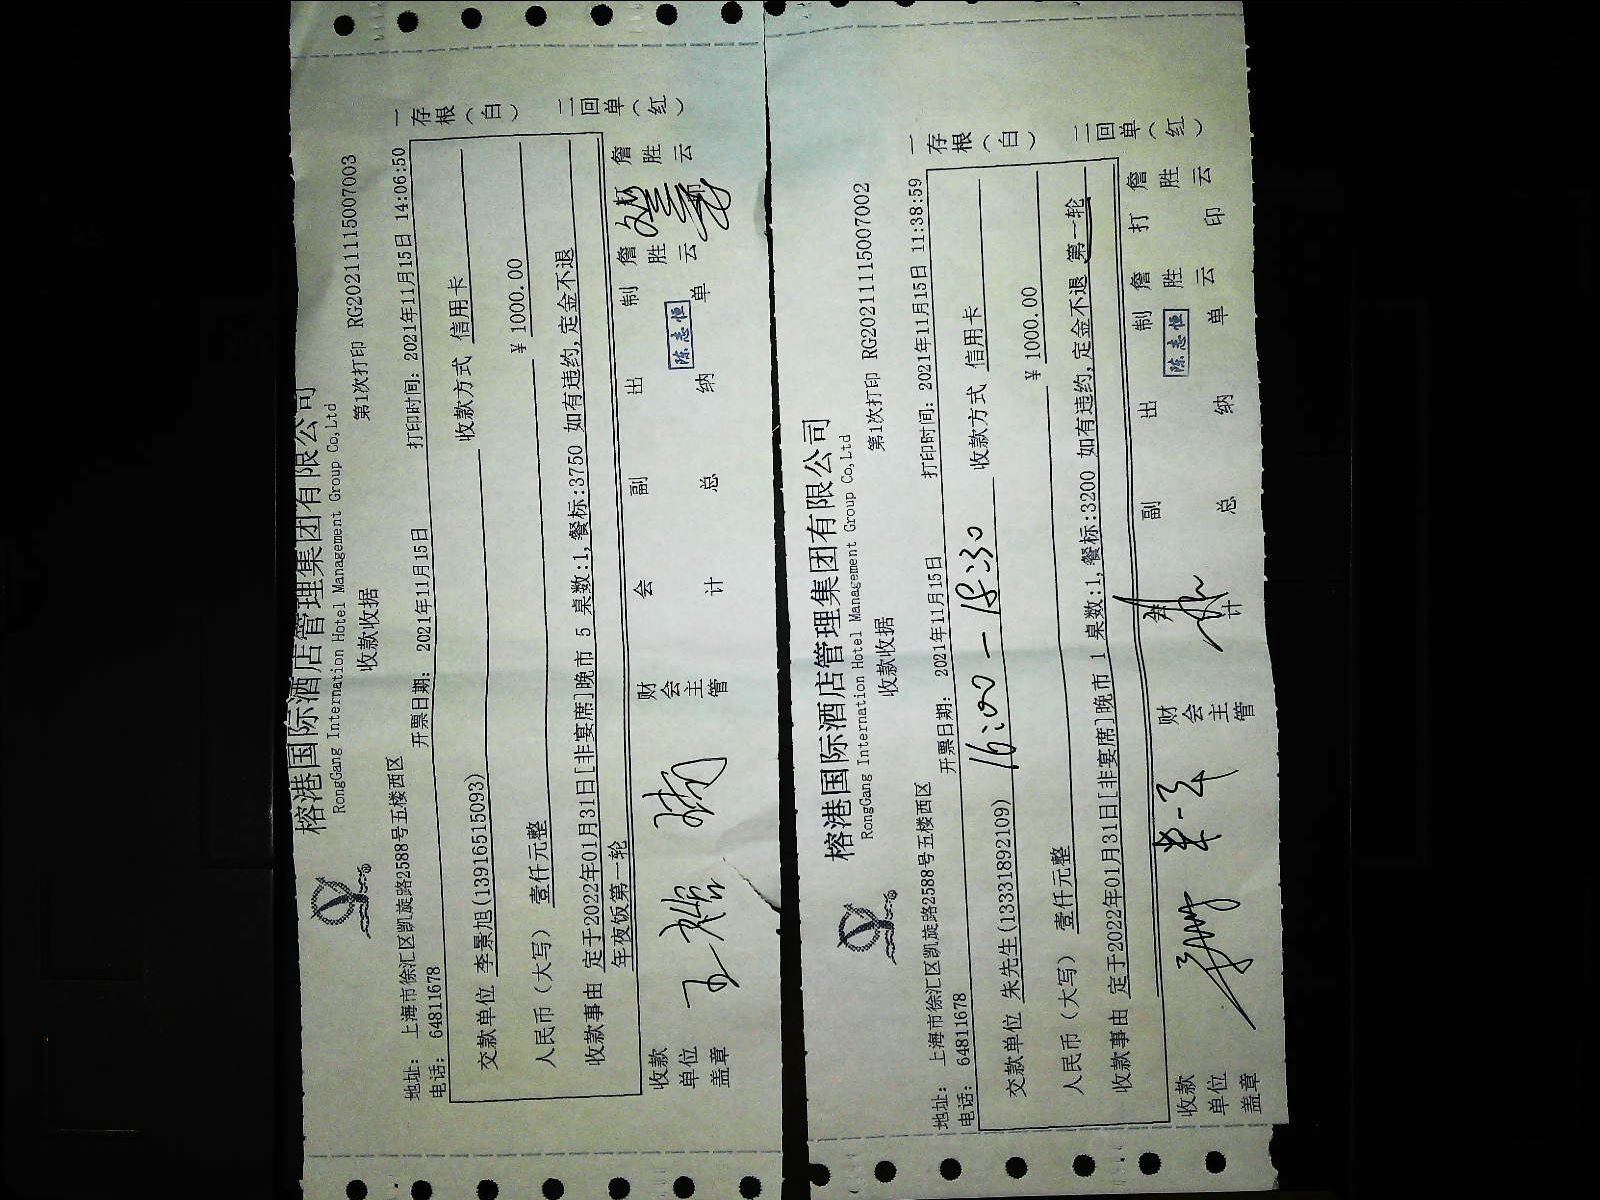 榕港国际酒店管理集团有限公司
RongGang Internation Hotel Management Group Co,Ltd
收款收据
第1次打印 RG20211115007003
地址: 上海市徐汇区凯旋路2588号五楼西区
电话: 64811678
开票日期: 2021年11月15日
打印时间: 2021年11月15日 14:06:50
交款单位 李景旭(13916515093) 收款方式 信用卡
人民币(大写) 壹仟元整 ¥ 1000.00
收款事由 定于2022年01月31日[非宴席]晚市 5 桌数:1,餐标:3750 如有违约,定金不退
年夜饭第一轮
收款单位盖章 财会主管 会计 副总 出纳 制单 詹胜云 打印 詹胜云
陈志恒
一存根(白) 二回单(红)
榕港国际酒店管理集团有限公司
RongGang Internation Hotel Management Group Co,Ltd
收款收据
第1次打印 RG20211115007002
地址: 上海市徐汇区凯旋路2588号五楼西区
电话: 64811678
开票日期: 2021年11月15日
打印时间: 2021年11月15日 11:38:59
交款单位 朱先生(13331892109) 16:00-18:30 收款方式 信用卡
人民币(大写) 壹仟元整 ¥ 1000.00
收款事由 定于2022年01月31日[非宴席]晚市 1 桌数:1,餐标:3200 如有违约,定金不退 第一轮
收款单位盖章 财会主管 会计 副总 出纳 制单 詹胜云 打印 詹胜云
陈志恒
一存根(白) 二回单(红)